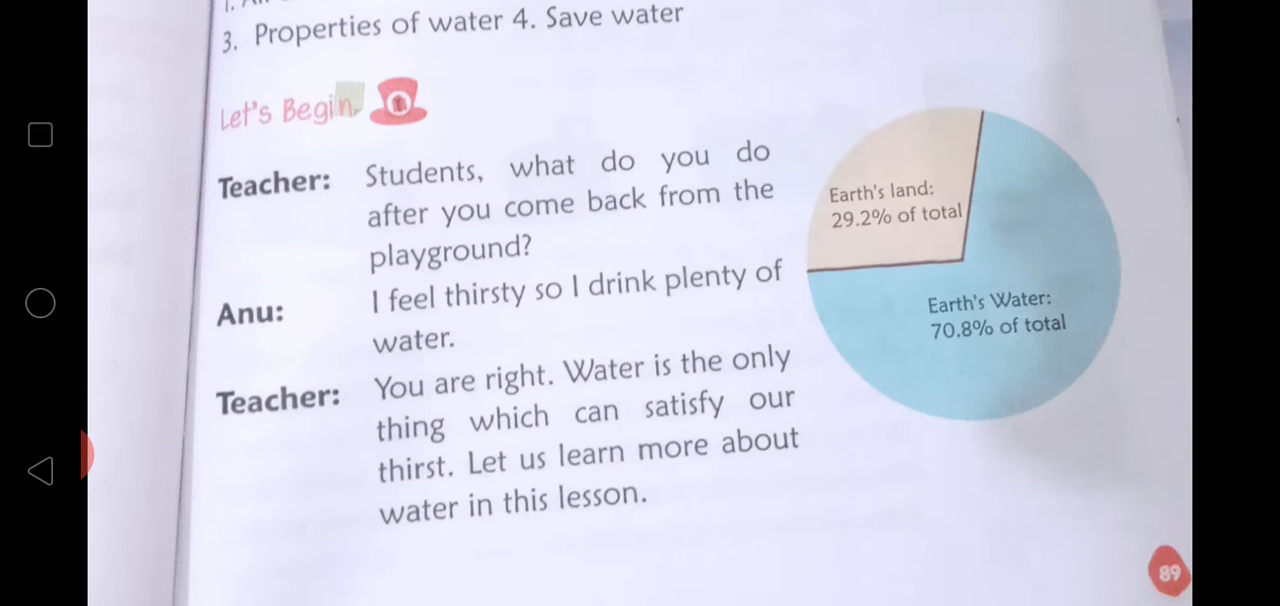 3. Properties of water 4. Save water
Let's Begin
Teacher: Students, what do you do
after you come back from the
playground?
Anu: I feel thirsty so I drink plenty of
water.
Teacher: You are right. Water is the only
thing which can satisfy our
thirst. Let us learn more about
water in this lesson.
Earth's land:
29.2% of total
Earth's Water:
70.8% of total
89